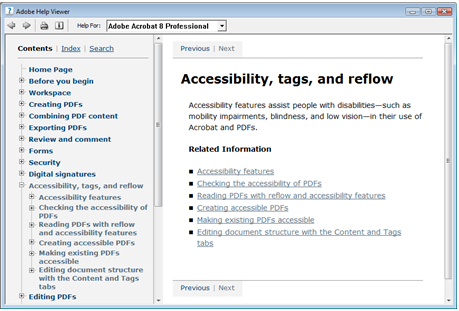 Adobe Help Viewer
Help For: Adobe Acrobat 8 Professional
Contents | Index | Search
Home Page
Before you begin
Workspace
Creating PDFs
Combining PDF content
Exporting PDFs
Review and comment
Forms
Security
Digital signatures
Accessibility, tags, and reflow
Accessibility features
Checking the accessibility of
PDFs
Reading PDFs with reflow
and accessibility features
Creating accessible PDFs
Making existing PDFs
accessible
Editing document structure
with the Content and Tags
tabs
Editing PDFs
Previous | Next
Accessibility, tags, and reflow
Accessibility features assist people with disabilities—such as
mobility impairments, blindness, and low vision—in their use of
Acrobat and PDFs.
Related Information
Accessibility features
Checking the accessibility of PDFs
Reading PDFs with reflow and accessibility features
Creating accessible PDFs
Making existing PDFs accessible
Editing document structure with the Content and Tags
tabs
Previous | Next